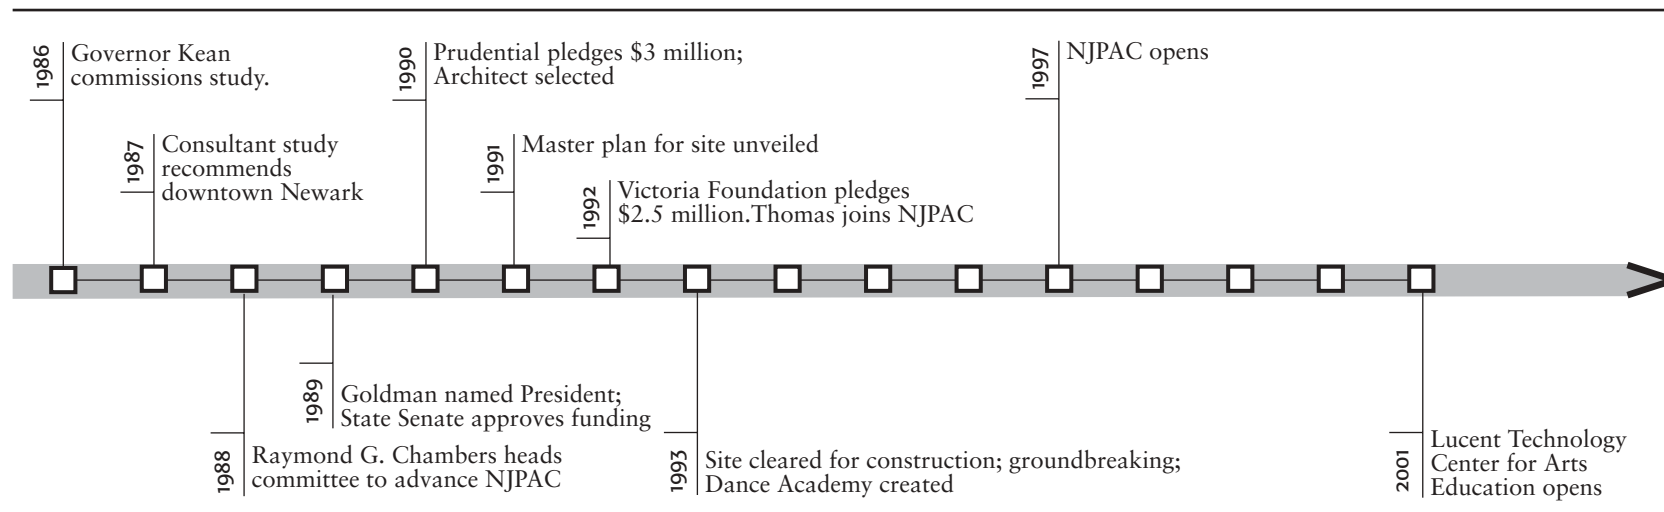 1986
Governor Kean
commissions study.
1987
Consultant study
recommends
downtown Newark
1988
Raymond G. Chambers heads
committee to advance NJPAC
1989
Goldman named President;
State Senate approves funding
1990
Prudential pledges $3 million;
Architect selected
1991
Master plan for site unveiled
1992
Victoria Foundation pledges
$2.5 million.Thomas joins NJPAC
1993
Site cleared for construction; groundbreaking;
Dance Academy created
1997
NJPAC opens
2001
Lucent Technology
Center for Arts
Education opens